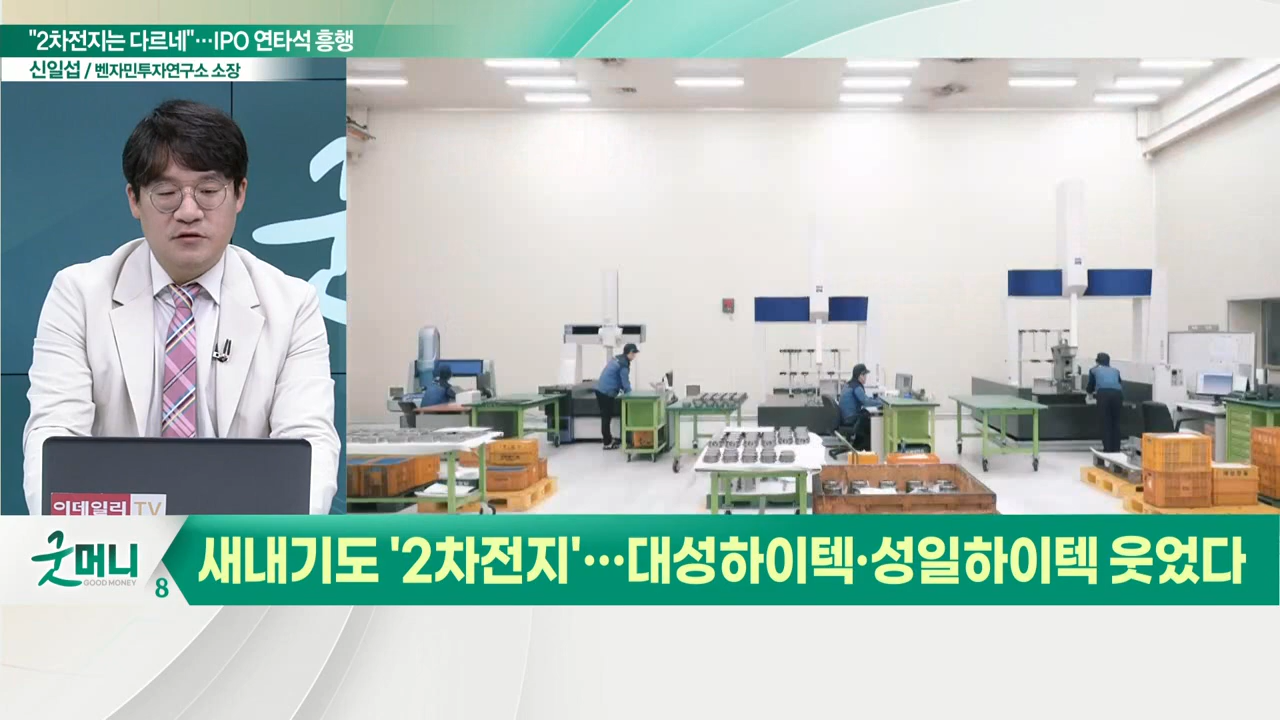 "2차전지는 다르네"…IPO 연타석 흥행
신일섭 / 벤자민투자연구소 소장
이데일리 TV
굿머니
GOOD MONEY
8
새내기도 '2차전지'…대성하이텍·성일하이텍 웃었다